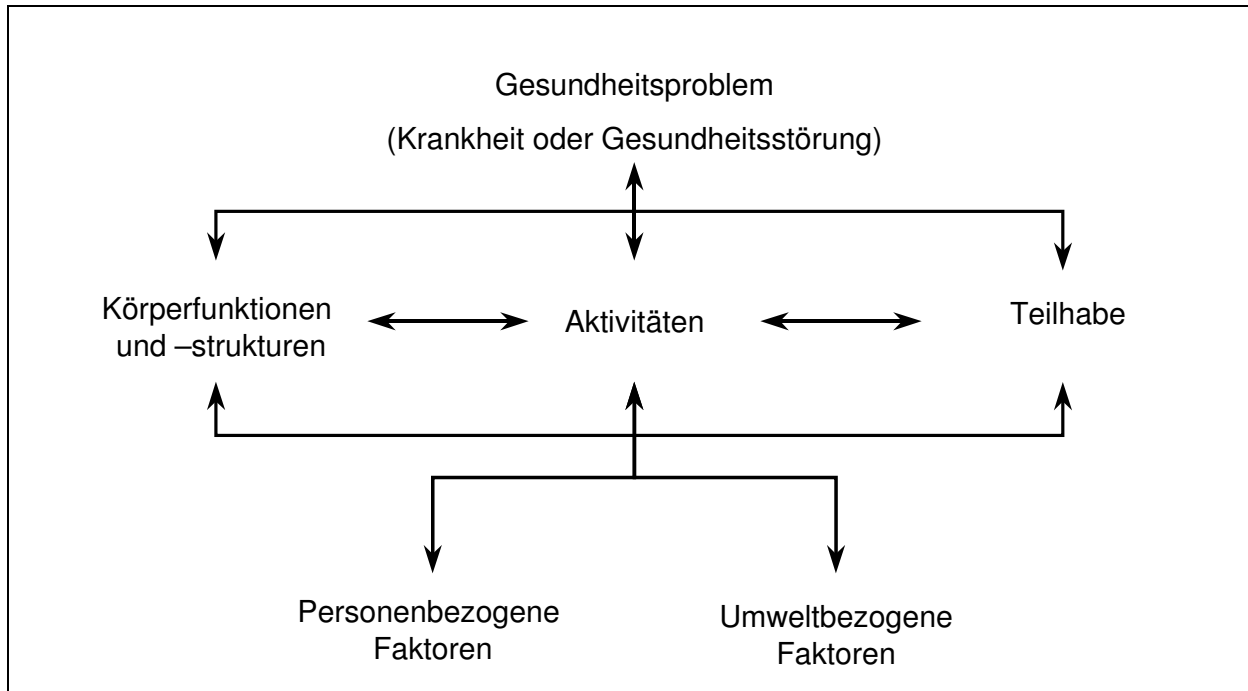 Gesundheitsproblem
(Krankheit oder Gesundheitsstörung)
Körperfunktionen
und –strukturen
Aktivitäten
Teilhabe
Personenbezogene
Faktoren
Umweltbezogene
Faktoren